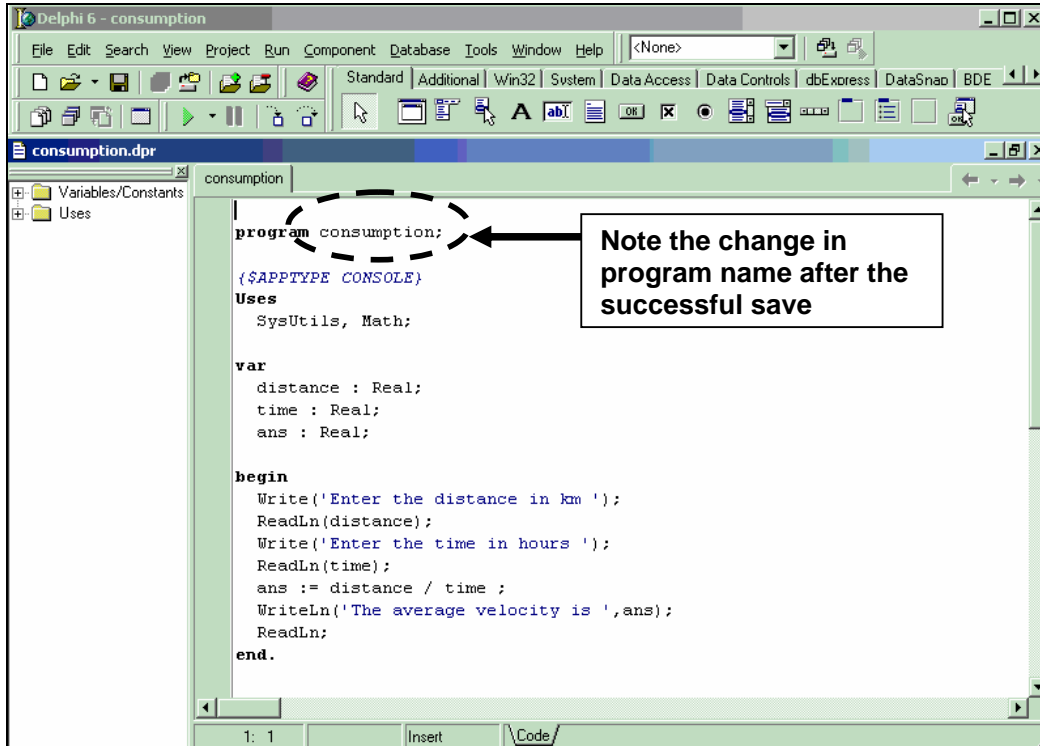 Delphi 6 - consumption
File Edit Search View Project Run Component Database Tools Window Help <None>
Standard Additional Win32 System Data Access Data Controls dbExpress DataSnap BDE
consumption.dpr
Variables/Constants
Uses
consumption
program consumption;
{$APPTYPE CONSOLE}
Uses
SysUtils, Math;
var
distance : Real;
time : Real;
ans : Real;
begin
Write('Enter the distance in km ');
ReadLn(distance);
Write('Enter the time in hours ');
ReadLn(time);
ans := distance / time ;
WriteLn('The average velocity is ',ans);
ReadLn;
end.
Note the change in
program name after the
successful save
1: 1 Insert Code